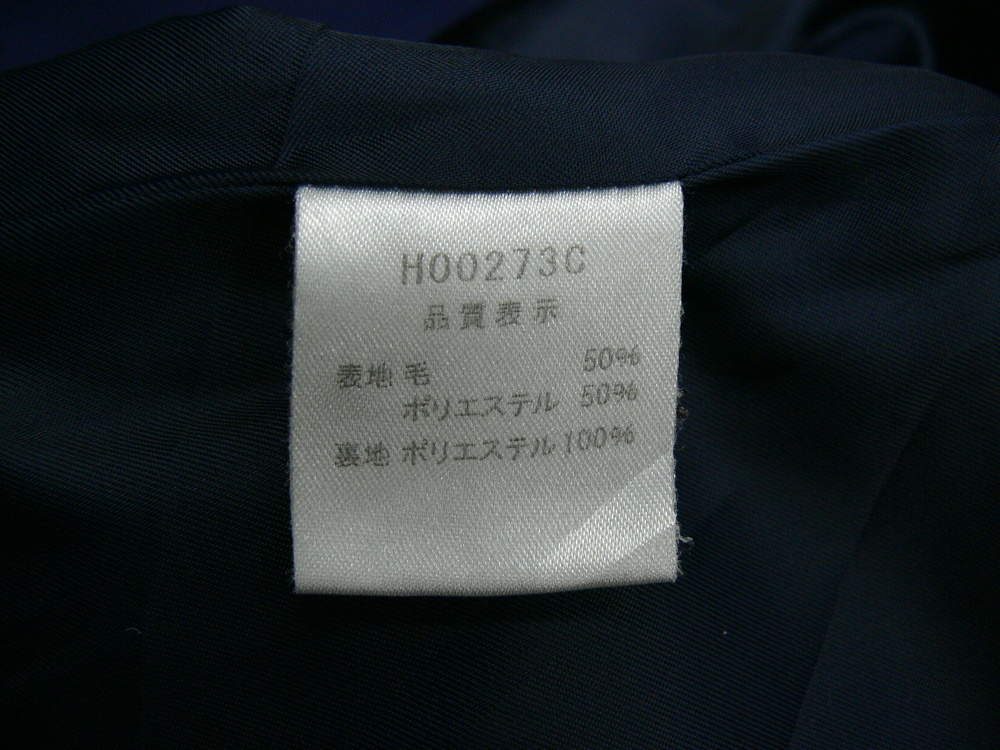 H00273C
品質表示
表地 毛 50%
ポリエステル 50%
裏地 ポリエステル 100%